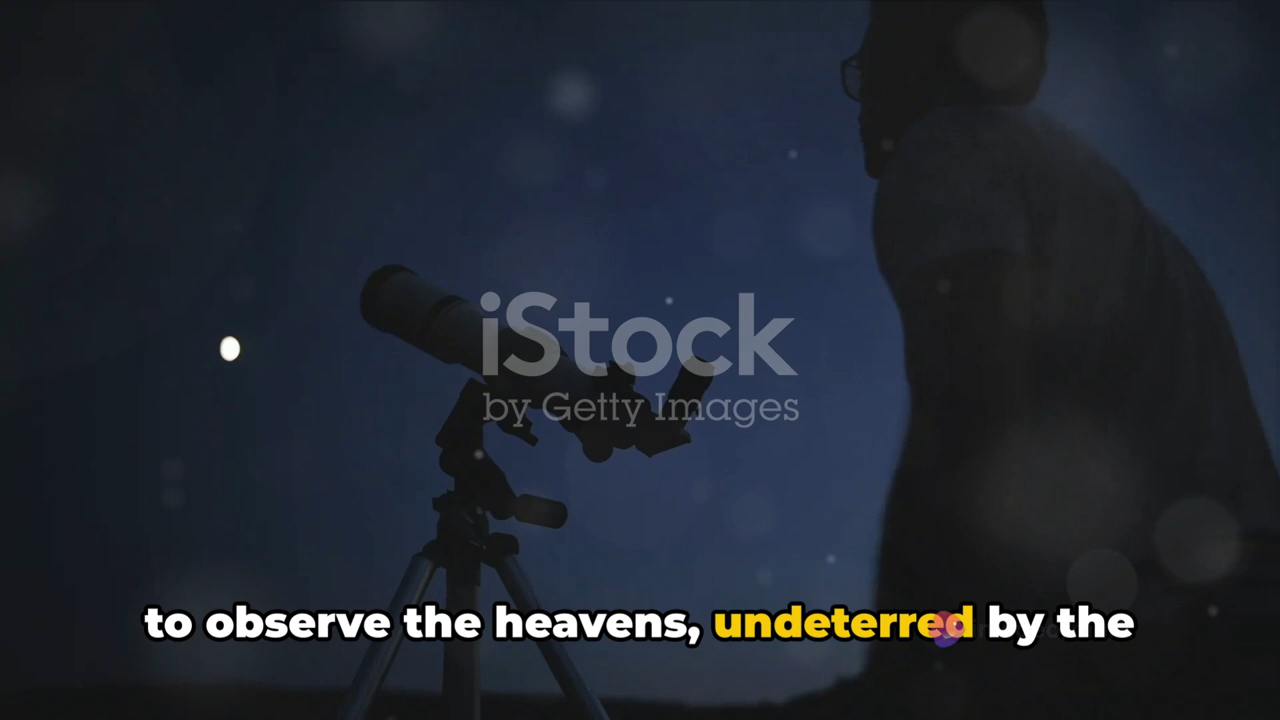 iStock
by Getty Images
to observe the heavens, undeterred by the